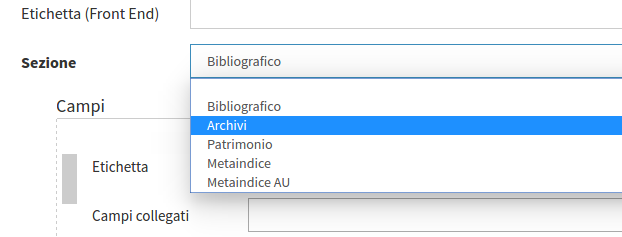 Etichetta (Front End)
Sezione
Bibliografico
Bibliografico
Archivi
Patrimonio
Metaindice
Metaindice AU
Campi
Etichetta
Campi collegati